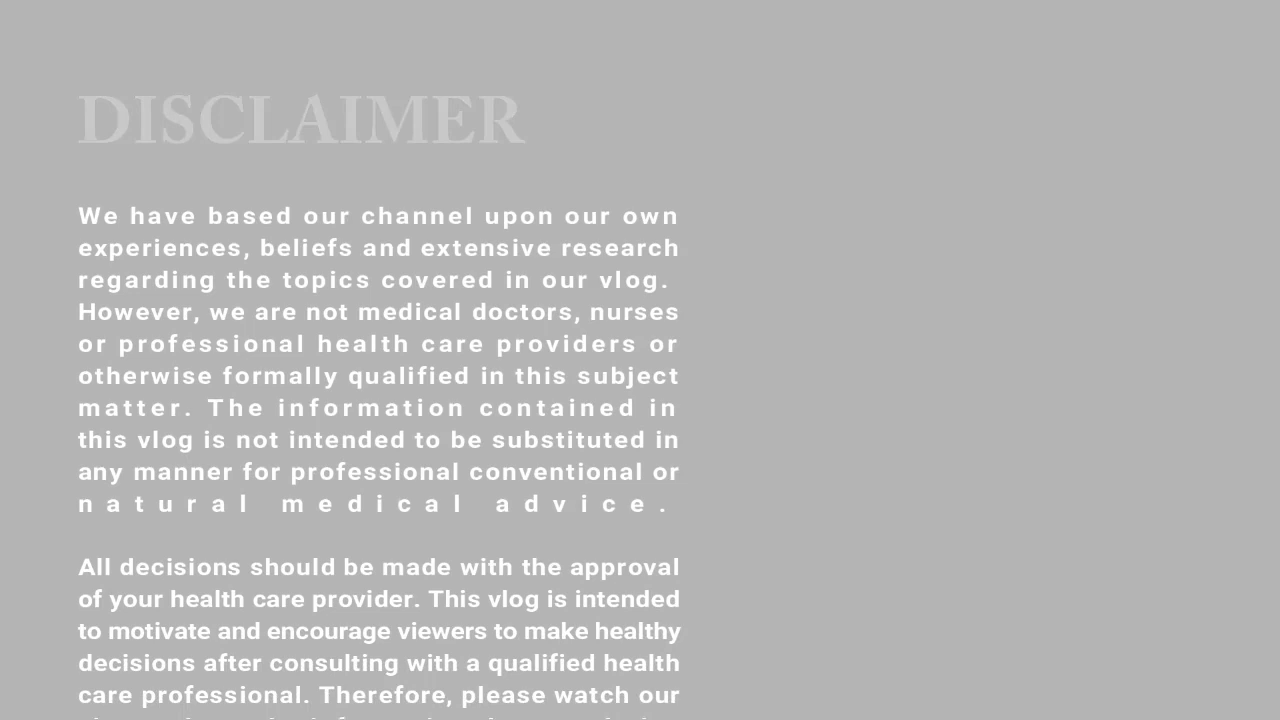 DISCLAIMER
We have based our channel upon our own
experiences, beliefs and extensive research
regarding the topics covered in our vlog.
However, we are not medical doctors, nurses
or professional health care providers or
otherwise formally qualified in this subject
matter. The information contained in
this vlog is not intended to be substituted in
any manner for professional conventional or
natural medical advice.
All decisions should be made with the approval
of your health care provider. This vlog is intended
to motivate and encourage viewers to make healthy
decisions after consulting with a qualified health
care professional. Therefore, please watch our